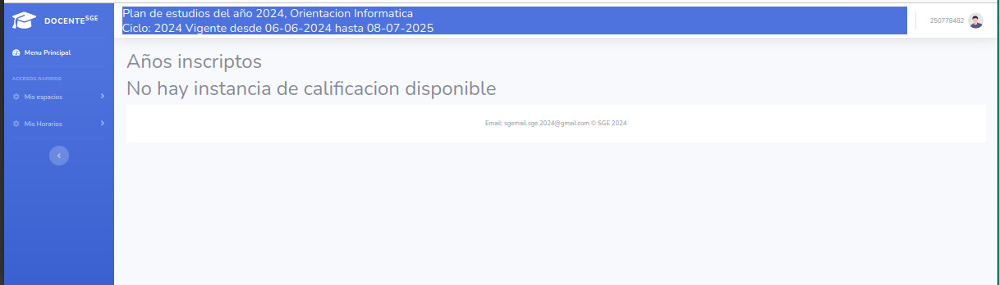 DOCENTE SGE
Plan de estudios del año 2024, Orientacion Informatica
Ciclo: 2024 Vigente desde 06-06-2024 hasta 08-07-2025
250778482
Menu Principal
ACCESOS RAPIDOS
Mis espacios
Mis Horarios
Años inscriptos
No hay instancia de calificacion disponible
Email: sgemail.sge.2024@gmail.com © SGE 2024